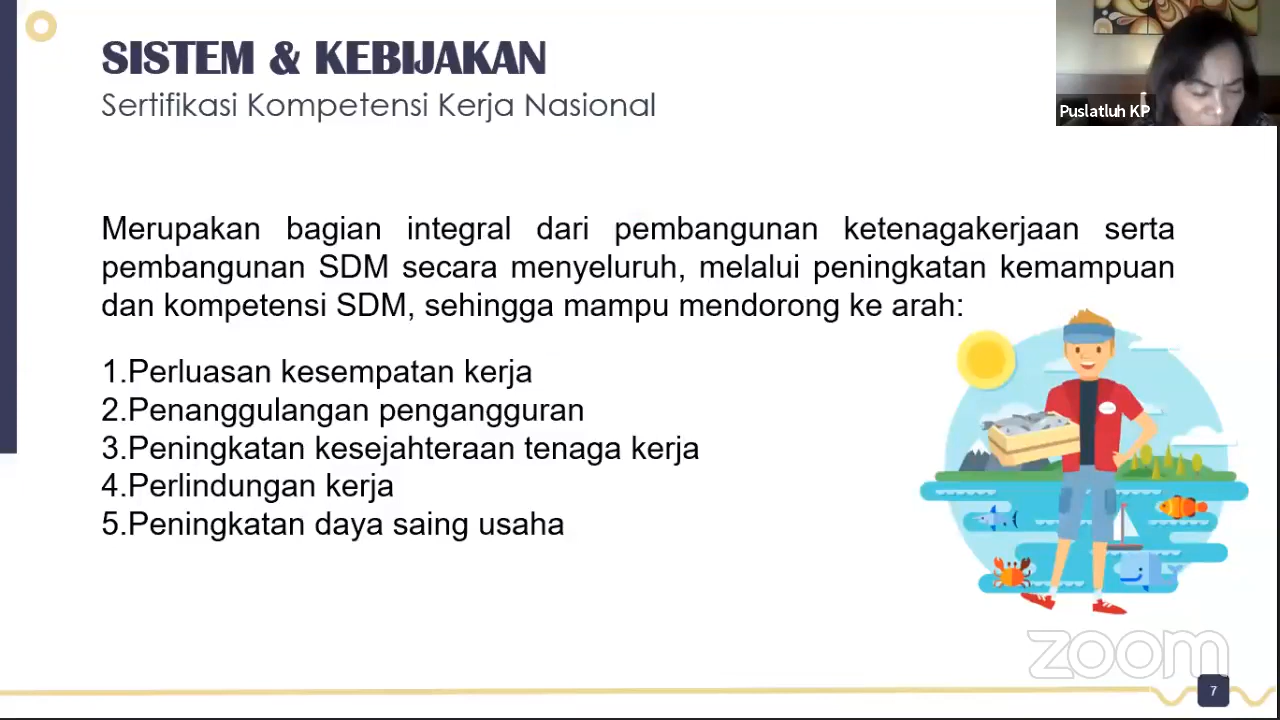 SISTEM & KEBIJAKAN
Sertifikasi Kompetensi Kerja Nasional
Puslatluh KP
Merupakan bagian integral dari pembangunan ketenagakerjaan serta
pembangunan SDM secara menyeluruh, melalui peningkatan kemampuan
dan kompetensi SDM, sehingga mampu mendorong ke arah:
1.Perluasan kesempatan kerja
2.Penanggulangan pengangguran
3.Peningkatan kesejahteraan tenaga kerja
4.Perlindungan kerja
5.Peningkatan daya saing usaha
zoom
7